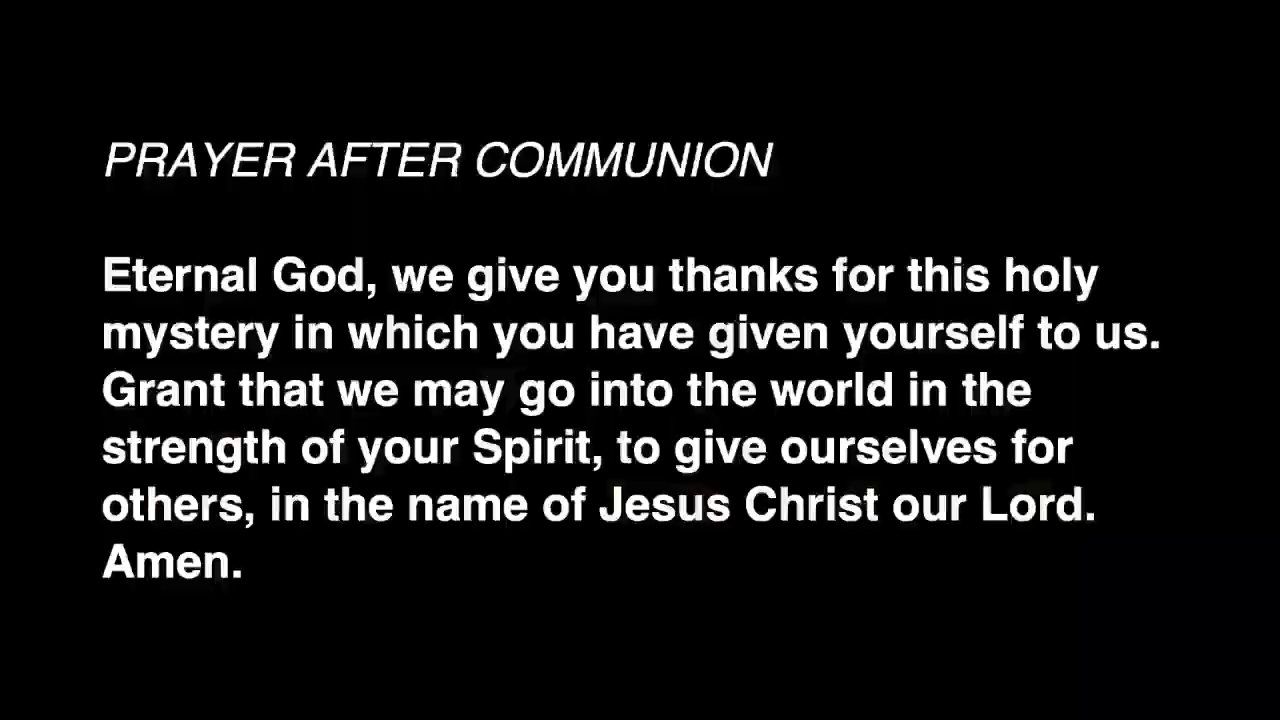 PRAYER AFTER COMMUNION
Eternal God, we give you thanks for this holy
mystery in which you have given yourself to us.
Grant that we may go into the world in the
strength of your Spirit, to give ourselves for
others, in the name of Jesus Christ our Lord.
Amen.